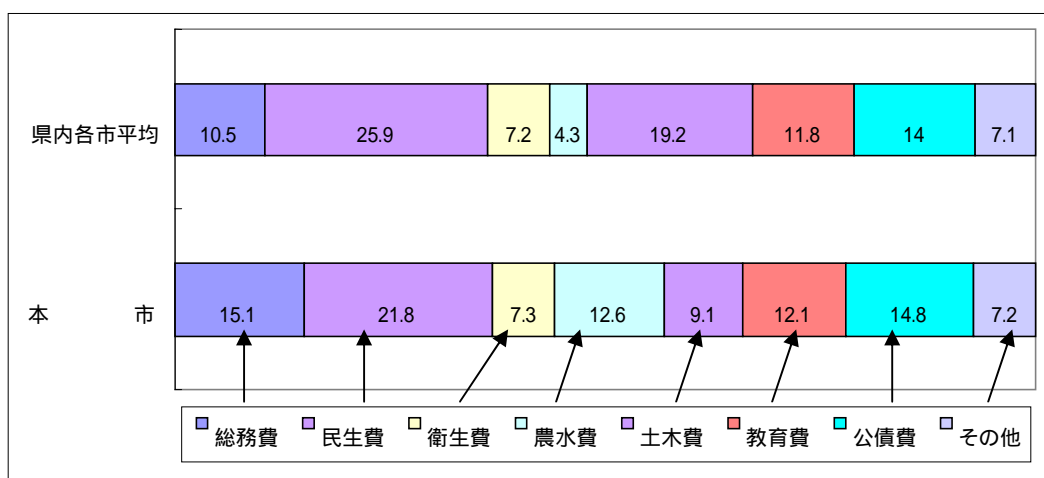 県内各市平均 10.5 25.9 7.2 4.3 19.2 11.8 14 7.1
本　　　　市 15.1 21.8 7.3 12.6 9.1 12.1 14.8 7.2
総務費 民生費 衛生費 農水費 土木費 教育費 公債費 その他